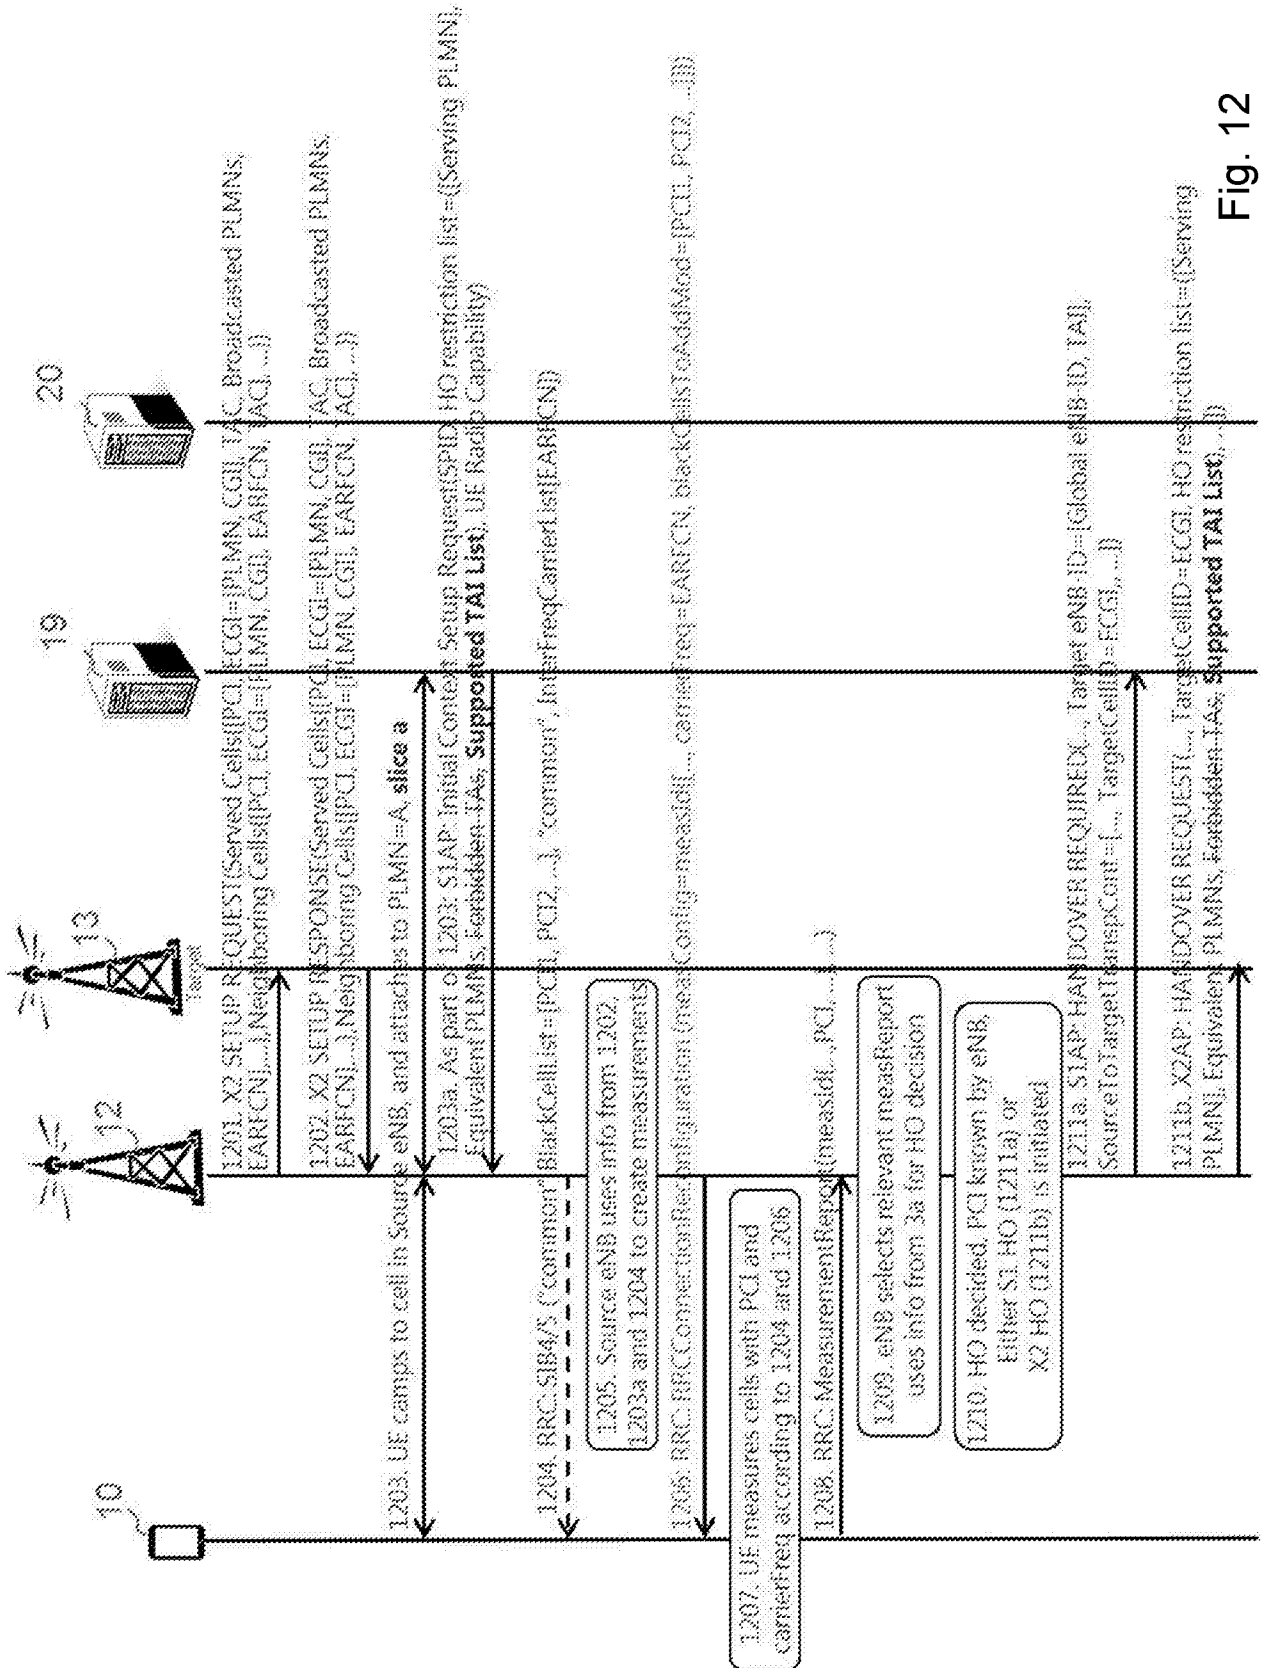 10
12
13
Target
19
20
1201. X2 SETUP REQUEST(Served Cells[[PCI, ECGI=[PLMN, CGI], TAC, Broadcasted PLMNs,
EARFCN],...],Neighboring Cells[[PCI, ECGI=[PLMN, CGI], EARFCN, TAC], ...])
1202. X2 SETUP RESPONSE(Served Cells[[PCI, ECGI=[PLMN, CGI], TAC, Broadcasted PLMNs,
EARFCN],...],Neighboring Cells[[PCI, ECGI=[PLMN, CGI], EARFCN, TAC], ...])
1203. UE camps to cell in Source eNB, and attaches to PLMN=A, slice a
1203a. As part of 1203: S1AP: Initial Context Setup Request(SPID, HO restriction list=([Serving PLMN],
Equivalent PLMNs, Forbidden TAs, Supported TAI List), UE Radio Capability)
1204. RRC: SIB4/5 ("common" BlackCellList=[PCI1, PCI2, ...], "common", InterFreqCarrierList[EARFCN])
1205. Source eNB uses info from 1202,
1203a and 1204 to create measurements
1206: RRC: RRCConnectionReconfiguration (measConfig=measId[..., carrierFreq=EARFCN, blackCellsToAddMod=[PCI1, PCI2, ...]])
1207. UE measures cells with PCI and
carrierFreq according to 1204 and 1206
1208. RRC: MeasurementReport(measId(...,PCI, ...,...)
1209. eNB selects relevant measReport
uses info from 3a for HO decision
1210. HO decided, PCI known by eNB,
Either S1 HO (1211a) or
X2 HO (1211b) is initiated
1211a. S1AP: HANDOVER REQUIRED(..., Target eNB-ID=[Global eNB-ID, TAI],
SourceToTargetTranspCont=[..., TargetCellID=ECGI,, ...])
1211b. X2AP: HANDOVER REQUEST(..., TargetCellID=ECGI, HO restriction list=([Serving
PLMN], Equivalent PLMNs, Forbidden TAs, Supported TAI List), ...])
Fig. 12